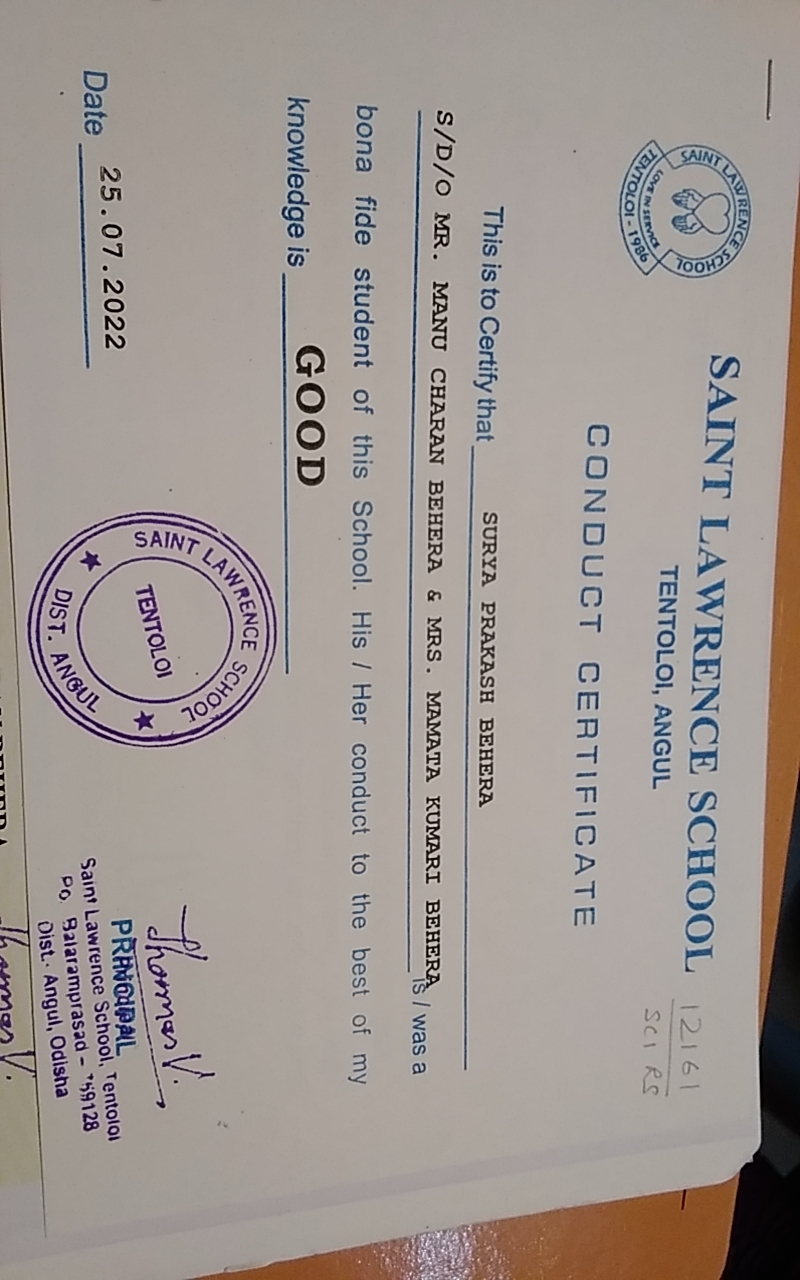 SAINT LAWRENCE SCHOOL
TENTOLOI - 1986
LOVE IN SERVICE
SAINT LAWRENCE SCHOOL
TENTOLOI, ANGUL
12161
SCI RS
CONDUCT CERTIFICATE
This is to Certify that SURYA PRAKASH BEHERA
S/D/O MR. MANU CHARAN BEHERA & MRS. MAMATA KUMARI BEHERA is / was a
bona fide student of this School. His / Her conduct to the best of my
knowledge is GOOD
Date 25.07.2022
SAINT LAWRENCE SCHOOL
TENTOLOI
DIST. ANGUL
Thomas V.
PRINCIPAL
Saint Lawrence School, Tentoloi
Po. Balaramprasad - 759128
Dist. Angul, Odisha